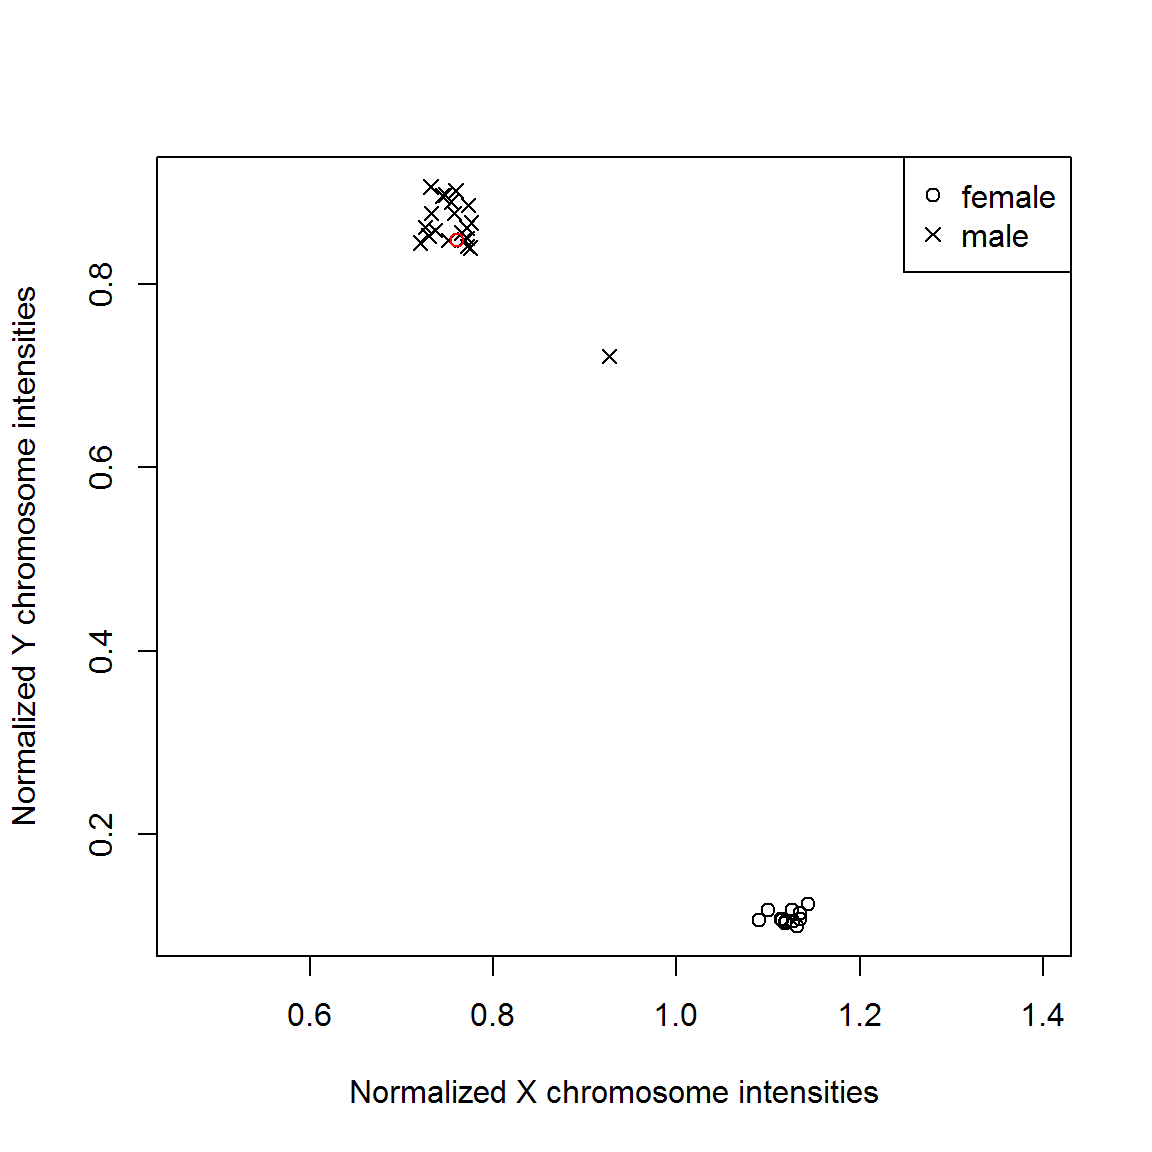 female
male
Normalized Y chromosome intensities
0.8
0.6
0.4
0.2
0.6 0.8 1.0 1.2 1.4
Normalized X chromosome intensities